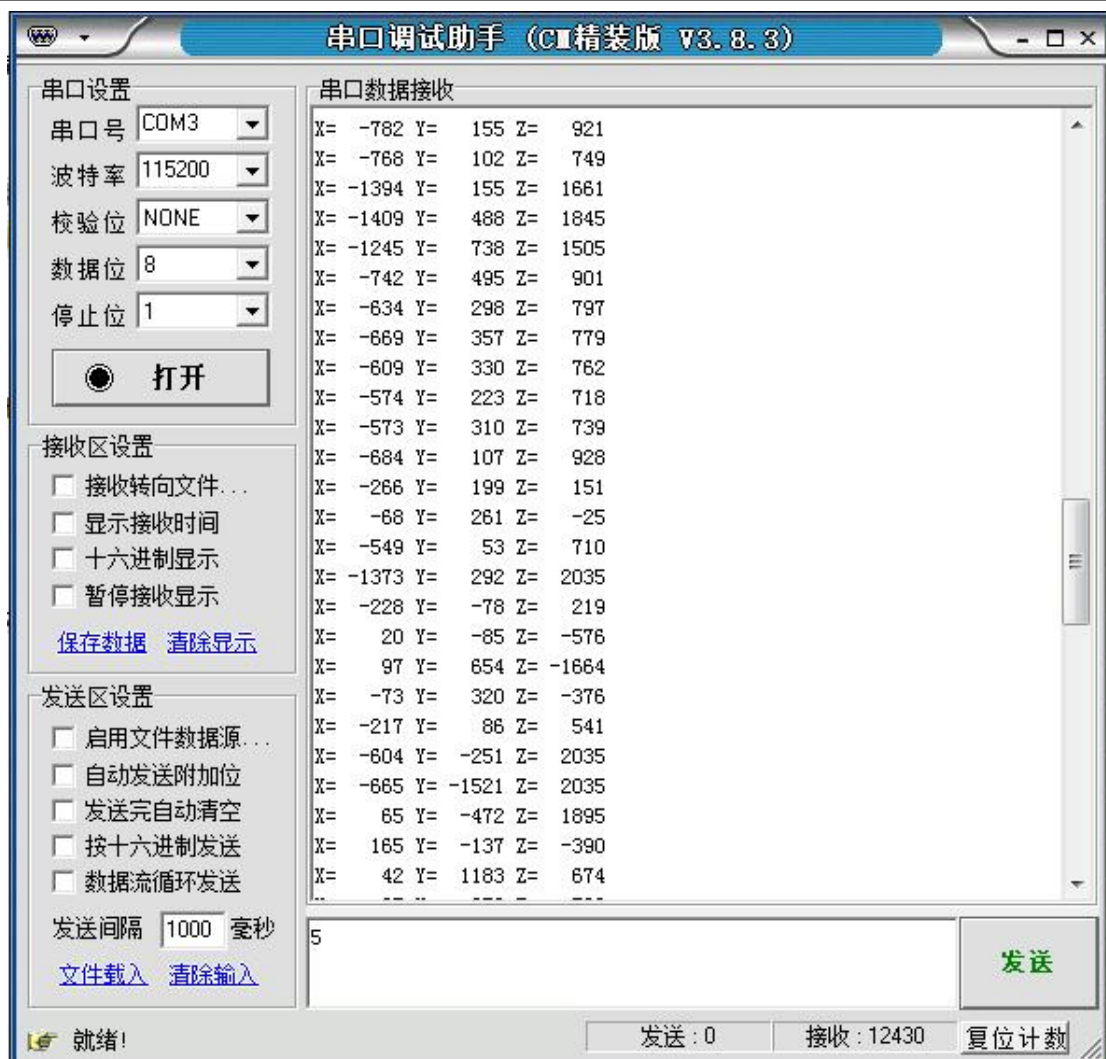 串口调试助手 (CM精装版 V3.8.3)
串口设置
串口号 COM3
波特率 115200
校验位 NONE
数据位 8
停止位 1
打开
接收区设置
接收转向文件...
显示接收时间
十六进制显示
暂停接收显示
保存数据 清除显示
发送区设置
启用文件数据源...
自动发送附加位
发送完自动清空
按十六进制发送
数据流循环发送
发送间隔 1000 毫秒
文件载入 清除输入
串口数据接收
X= -782 Y= 155 Z= 921
X= -768 Y= 102 Z= 749
X= -1394 Y= 155 Z= 1661
X= -1409 Y= 488 Z= 1845
X= -1245 Y= 738 Z= 1505
X= -742 Y= 495 Z= 901
X= -634 Y= 298 Z= 797
X= -669 Y= 357 Z= 779
X= -609 Y= 330 Z= 762
X= -574 Y= 223 Z= 718
X= -573 Y= 310 Z= 739
X= -684 Y= 107 Z= 928
X= -266 Y= 199 Z= 151
X= -68 Y= 261 Z= -25
X= -549 Y= 53 Z= 710
X= -1373 Y= 292 Z= 2035
X= -228 Y= -78 Z= 219
X= 20 Y= -85 Z= -576
X= 97 Y= 654 Z= -1664
X= -73 Y= 320 Z= -376
X= -217 Y= 86 Z= 541
X= -604 Y= -251 Z= 2035
X= -665 Y= -1521 Z= 2035
X= 65 Y= -472 Z= 1895
X= 165 Y= -137 Z= -390
X= 42 Y= 1183 Z= 674
5
发送
就绪!
发送 : 0
接收 : 12430
复位计数